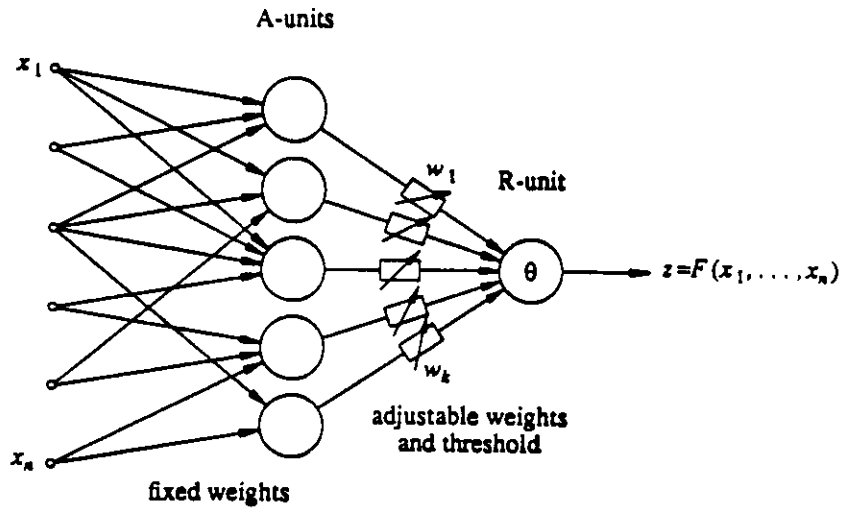 A-units
x₁
w₁
R-unit
θ
z=F(x₁, . . . , xₙ)
wₖ
adjustable weights
and threshold
xₙ
fixed weights